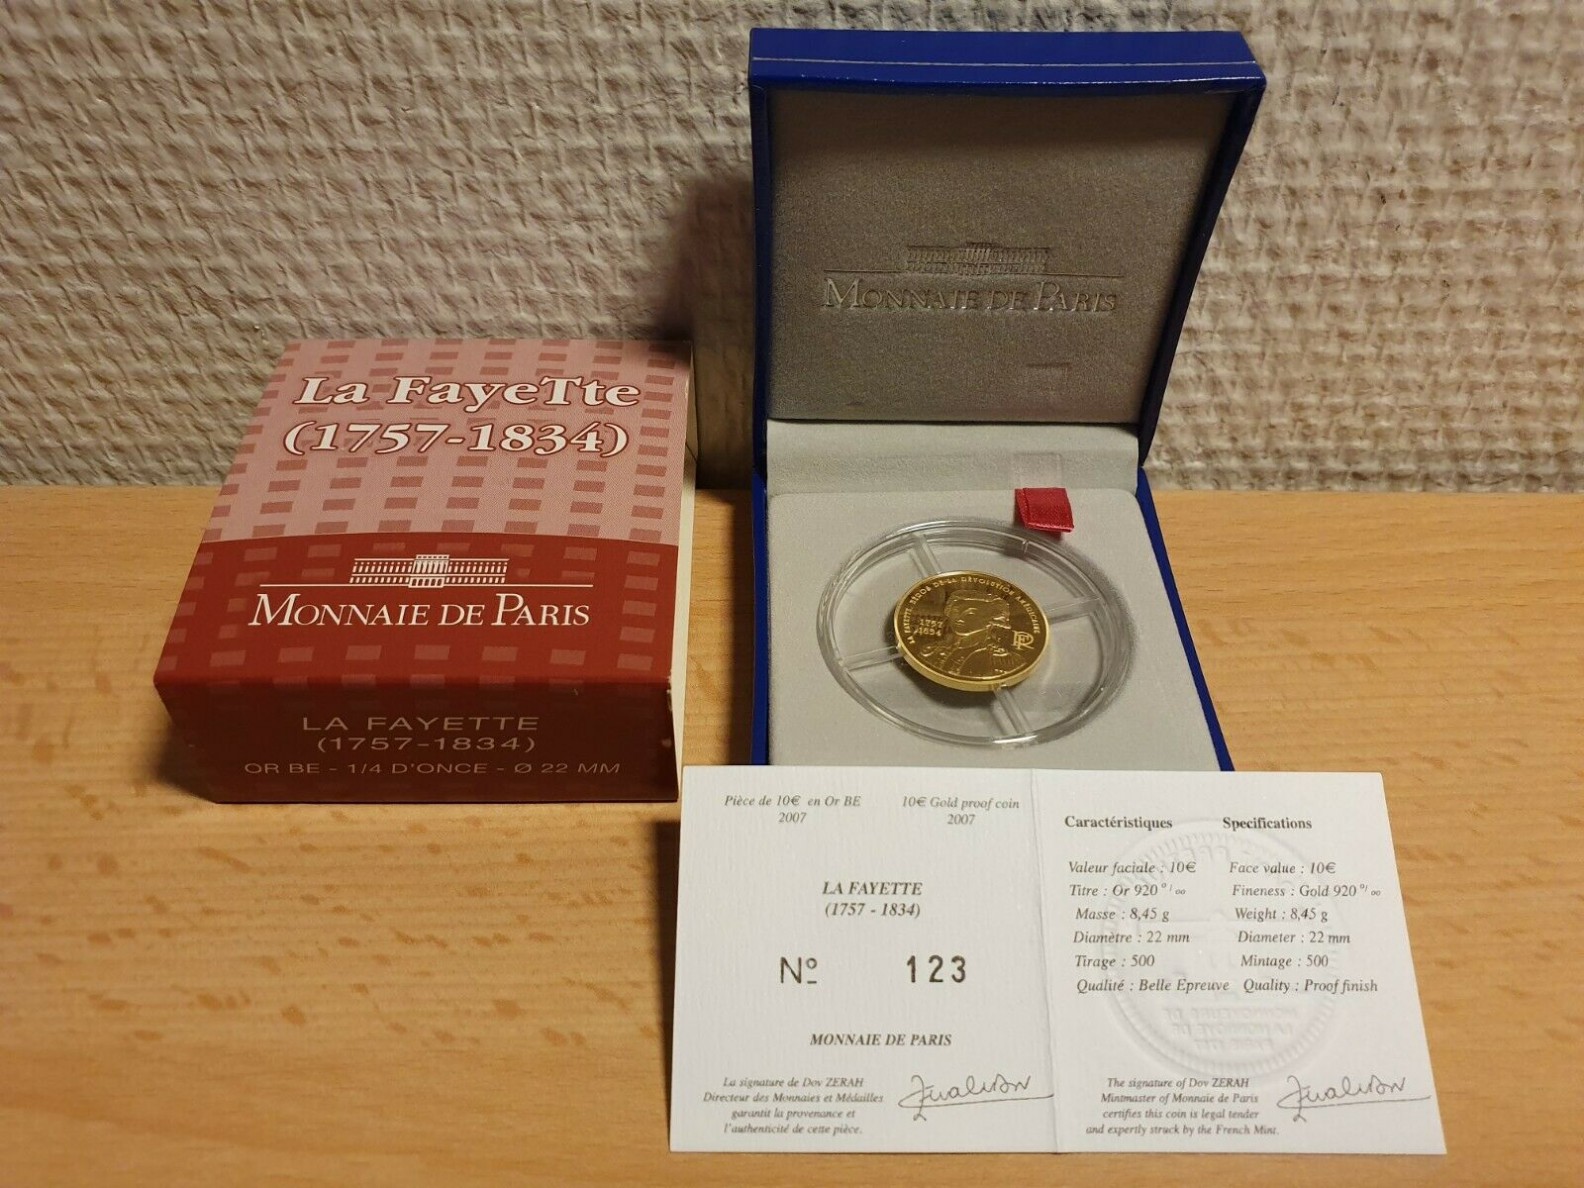 La FayeTte
(1757-1834)
MONNAIE DE PARIS
LA FAYETTE
(1757-1834)
OR BE - 1/4 D'ONCE - Ø 22 MM
MONNAIE DE PARIS
1757
1834
RF
Pièce de 10€ en Or BE
2007
10€ Gold proof coin
2007
LA FAYETTE
(1757 - 1834)
Nº 123
MONNAIE DE PARIS
La signature de Dov ZERAH
Directeur des Monnaies et Médailles
garantit la provenance et
l'authenticité de cette pièce.
Caractéristiques Specifications
Valeur faciale : 10€ Face value : 10€
Titre : Or 920 °/oo Fineness : Gold 920 °/oo
Masse : 8,45 g Weight : 8,45 g
Diamètre : 22 mm Diameter : 22 mm
Tirage : 500 Mintage : 500
Qualité : Belle Epreuve Quality : Proof finish
The signature of Dov ZERAH
Mintmaster of Monnaie de Paris
certifies this coin is legal tender
and expertly struck by the French Mint.